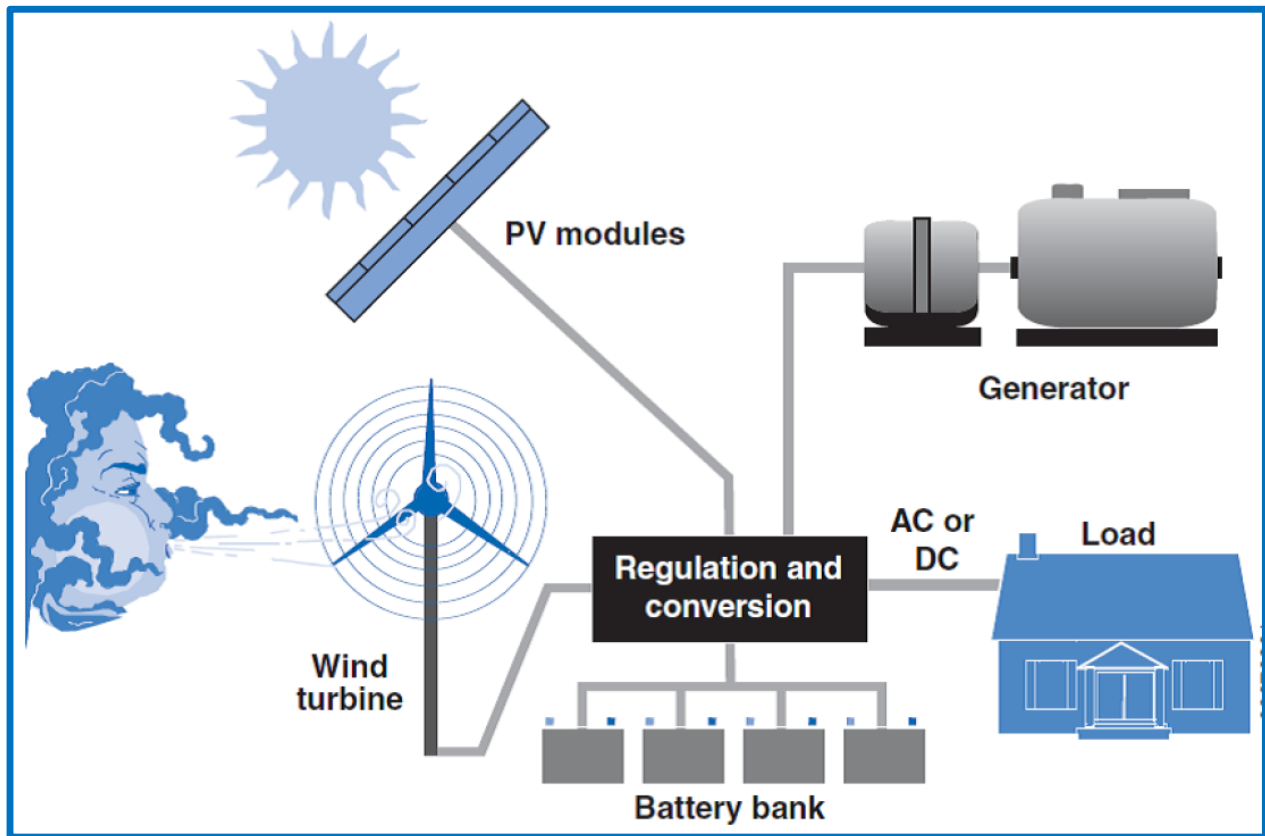 PV modules
Generator
AC or
DC
Load
Regulation and
conversion
Wind
turbine
Battery bank